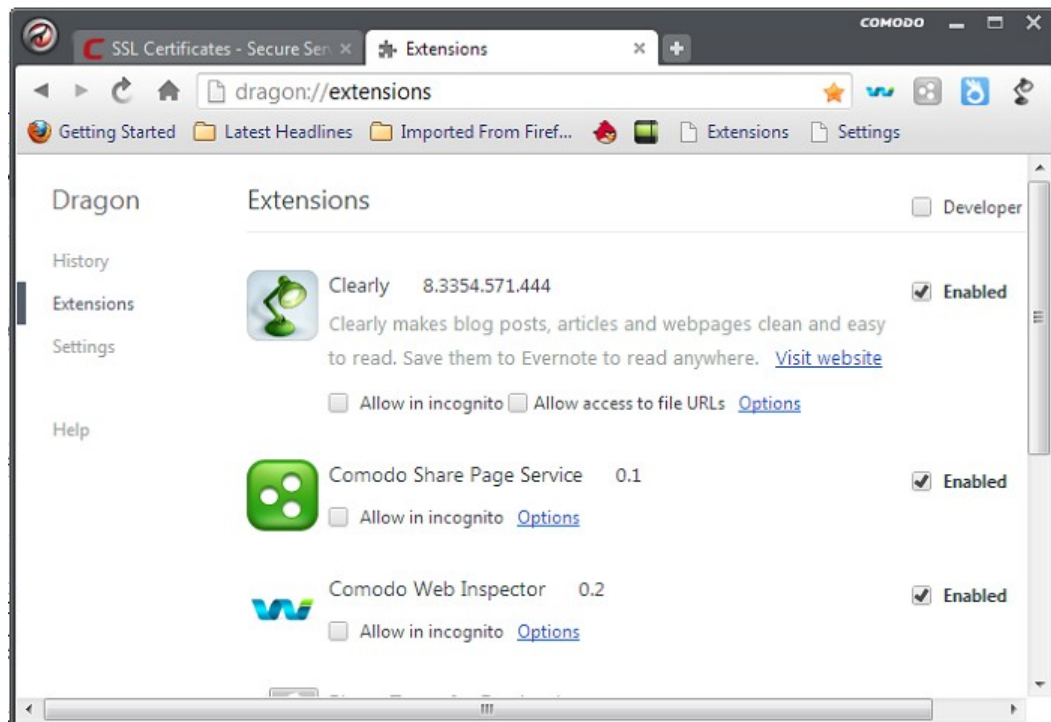 COMODO
SSL Certificates - Secure Ser
Extensions
dragon://extensions
Getting Started Latest Headlines Imported From Firef... Extensions Settings
Dragon
Extensions
Developer
History
Extensions
Settings
Help
Clearly 8.3354.571.444
Enabled
Clearly makes blog posts, articles and webpages clean and easy
to read. Save them to Evernote to read anywhere. Visit website
Allow in incognito Allow access to file URLs Options
Comodo Share Page Service 0.1
Enabled
Allow in incognito Options
Comodo Web Inspector 0.2
Enabled
Allow in incognito Options